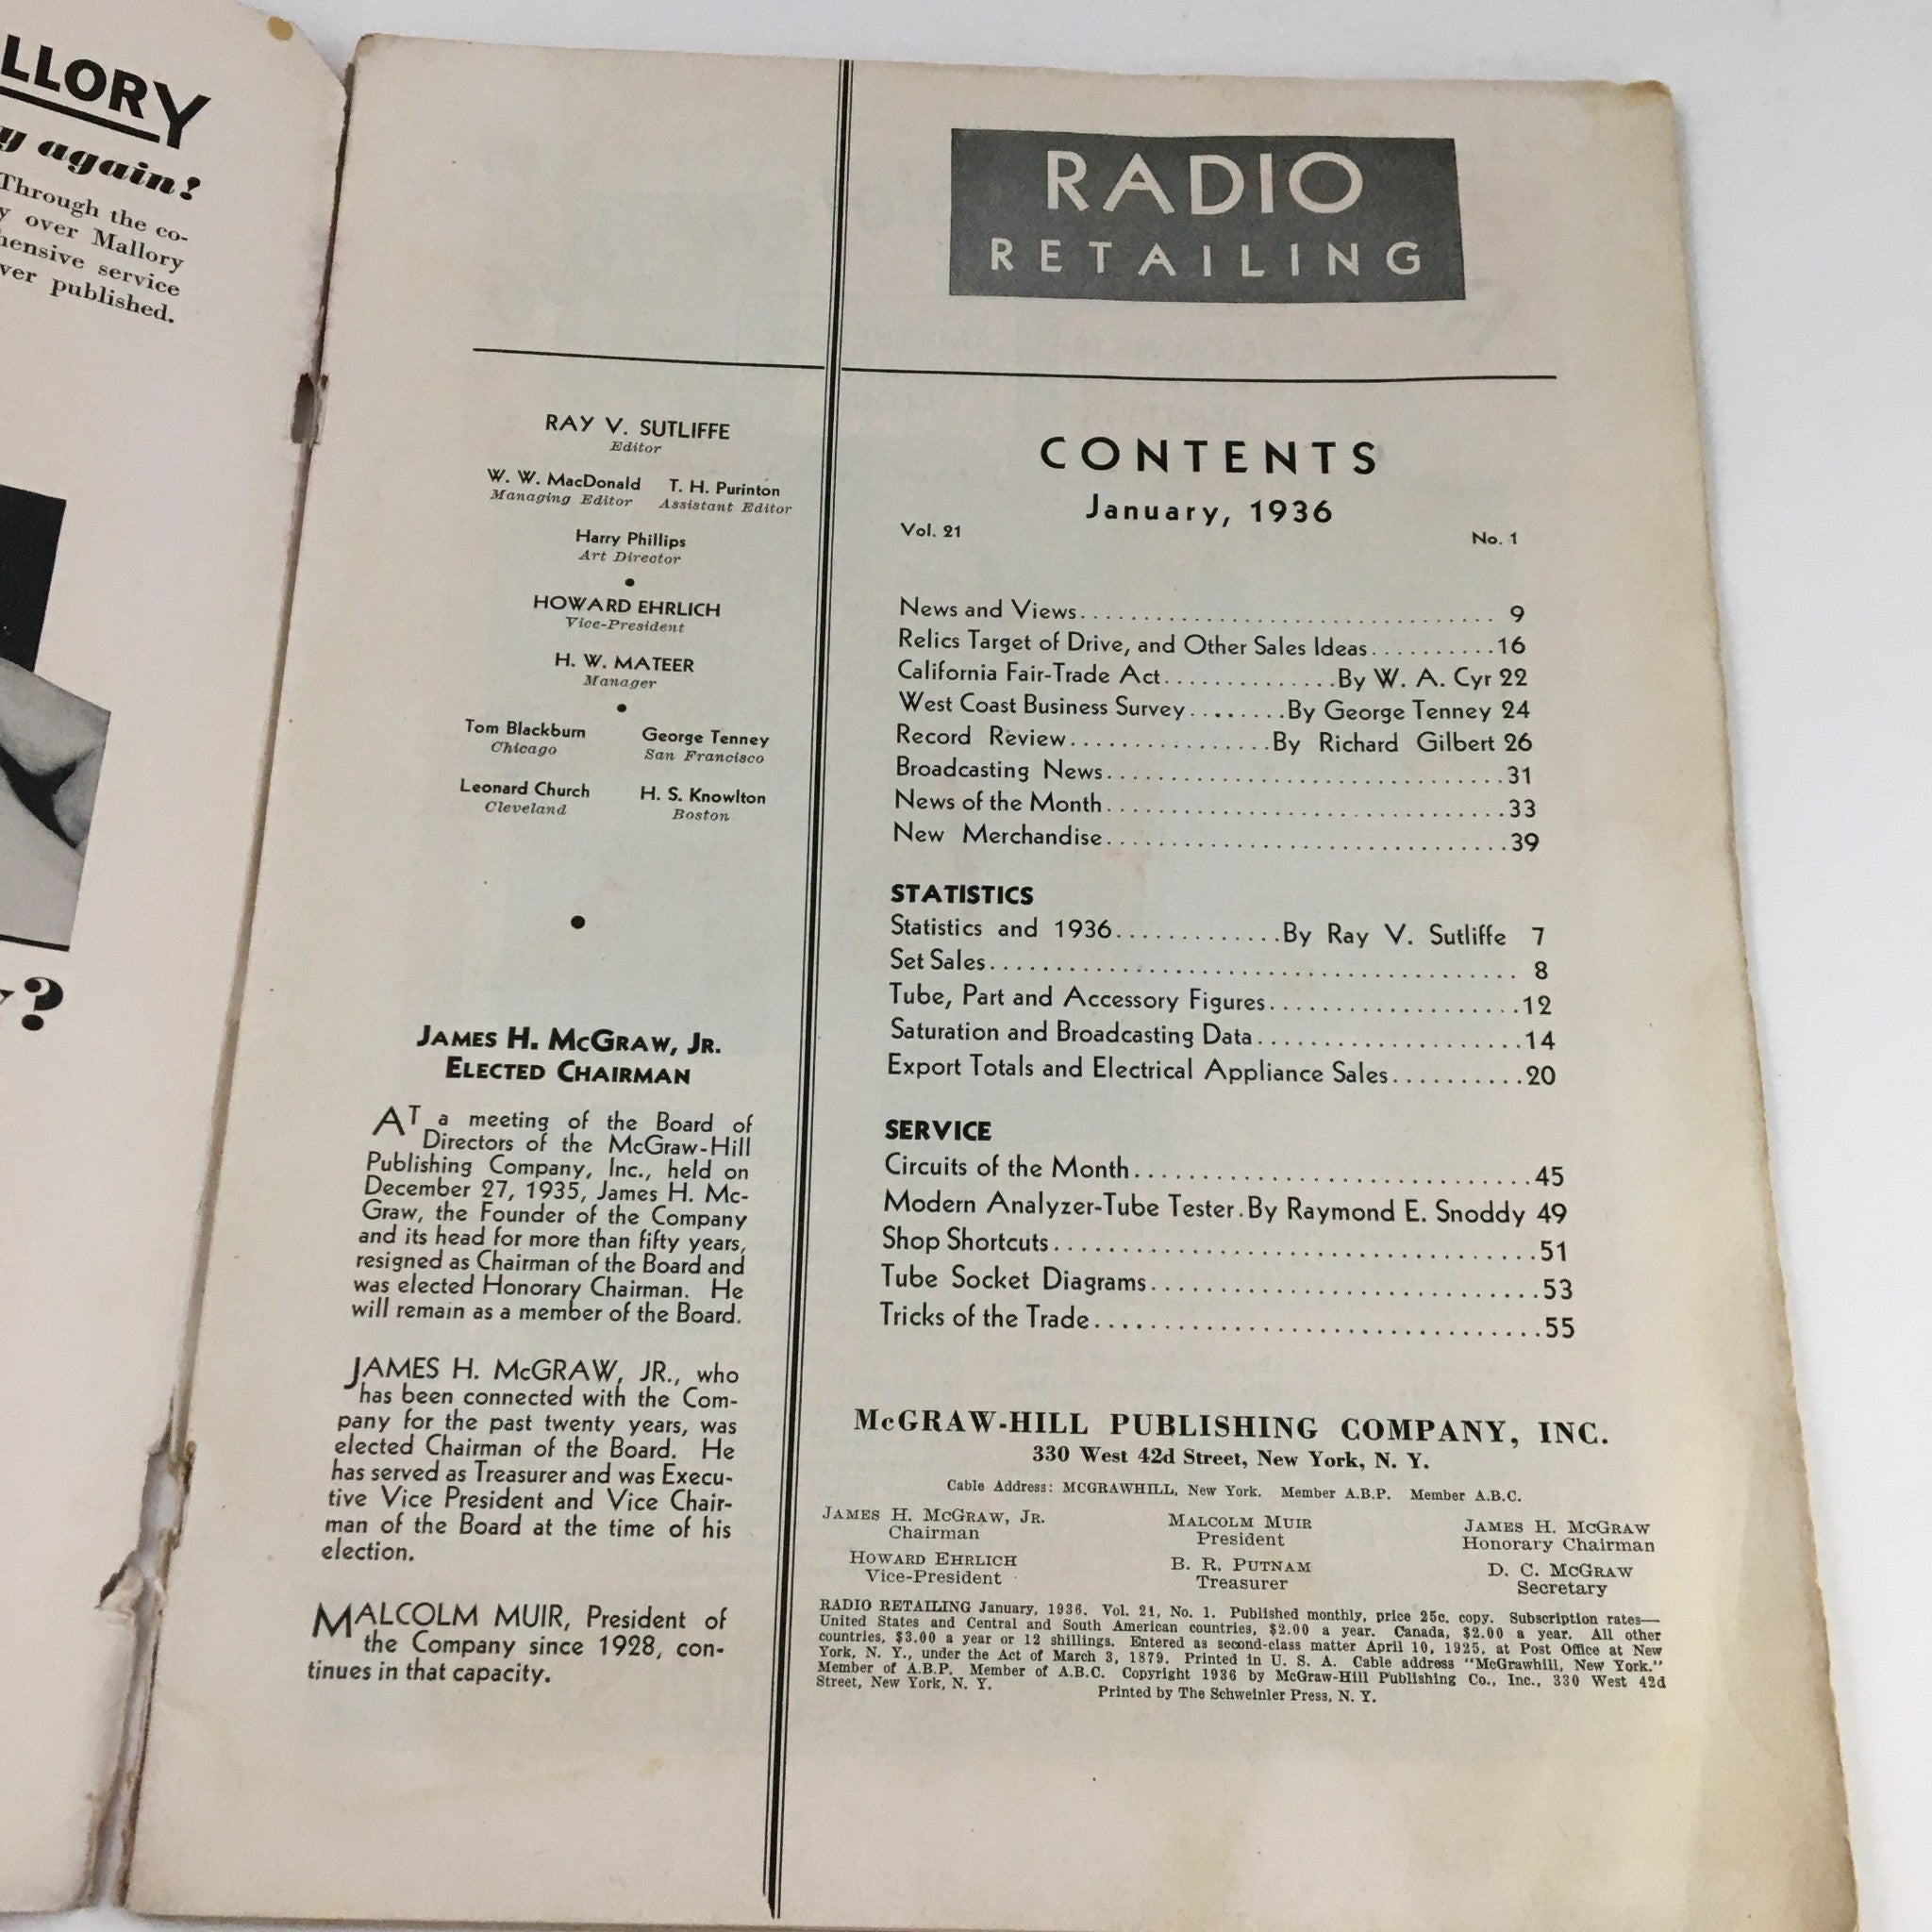 LLORY
y again!
Through the co-
y over Mallory
hensive service
ver published.
y?
RADIO
RETAILING
RAY V. SUTLIFFE
Editor
W. W. MacDonald T. H. Purinton
Managing Editor Assistant Editor
Harry Phillips
Art Director
HOWARD EHRLICH
Vice-President
H. W. MATEER
Manager
Tom Blackburn George Tenney
Chicago San Francisco
Leonard Church H. S. Knowlton
Cleveland Boston
JAMES H. McGRAW, JR.
ELECTED CHAIRMAN
AT a meeting of the Board of
Directors of the McGraw-Hill
Publishing Company, Inc., held on
December 27, 1935, James H. Mc-
Graw, the Founder of the Company
and its head for more than fifty years,
resigned as Chairman of the Board and
was elected Honorary Chairman. He
will remain as a member of the Board.
JAMES H. McGRAW, JR., who
has been connected with the Com-
pany for the past twenty years, was
elected Chairman of the Board. He
has served as Treasurer and was Execu-
tive Vice President and Vice Chair-
man of the Board at the time of his
election.
MALCOLM MUIR, President of
the Company since 1928, con-
tinues in that capacity.
CONTENTS
January, 1936
Vol. 21 No. 1
News and Views.................................. 9
Relics Target of Drive, and Other Sales Ideas..........16
California Fair-Trade Act..............By W. A. Cyr 22
West Coast Business Survey........By George Tenney 24
Record Review................By Richard Gilbert 26
Broadcasting News................................31
News of the Month................................33
New Merchandise................................39
STATISTICS
Statistics and 1936.............By Ray V. Sutliffe 7
Set Sales......................................... 8
Tube, Part and Accessory Figures....................12
Saturation and Broadcasting Data.....................14
Export Totals and Electrical Appliance Sales..........20
SERVICE
Circuits of the Month...............................45
Modern Analyzer-Tube Tester.By Raymond E. Snoddy 49
Shop Shortcuts.....................................51
Tube Socket Diagrams..............................53
Tricks of the Trade.................................55
McGRAW-HILL PUBLISHING COMPANY, INC.
330 West 42d Street, New York, N. Y.
Cable Address: MCGRAWHILL, New York. Member A.B.P. Member A.B.C.
JAMES H. McGRAW, JR. MALCOLM MUIR JAMES H. McGRAW
Chairman President Honorary Chairman
HOWARD EHRLICH B. R. PUTNAM D. C. McGRAW
Vice-President Treasurer Secretary
RADIO RETAILING January, 1936. Vol. 21, No. 1. Published monthly, price 25c. copy. Subscription rates—
United States and Central and South American countries, $2.00 a year. Canada, $2.00 a year. All other
countries, $3.00 a year or 12 shillings. Entered as second-class matter April 10, 1925, at Post Office at New
York, N. Y., under the Act of March 3, 1879. Printed in U. S. A. Cable address "McGrawhill, New York."
Member of A.B.P. Member of A.B.C. Copyright 1936 by McGraw-Hill Publishing Co., Inc., 330 West 42d
Street, New York, N. Y. Printed by The Schweinler Press, N. Y.